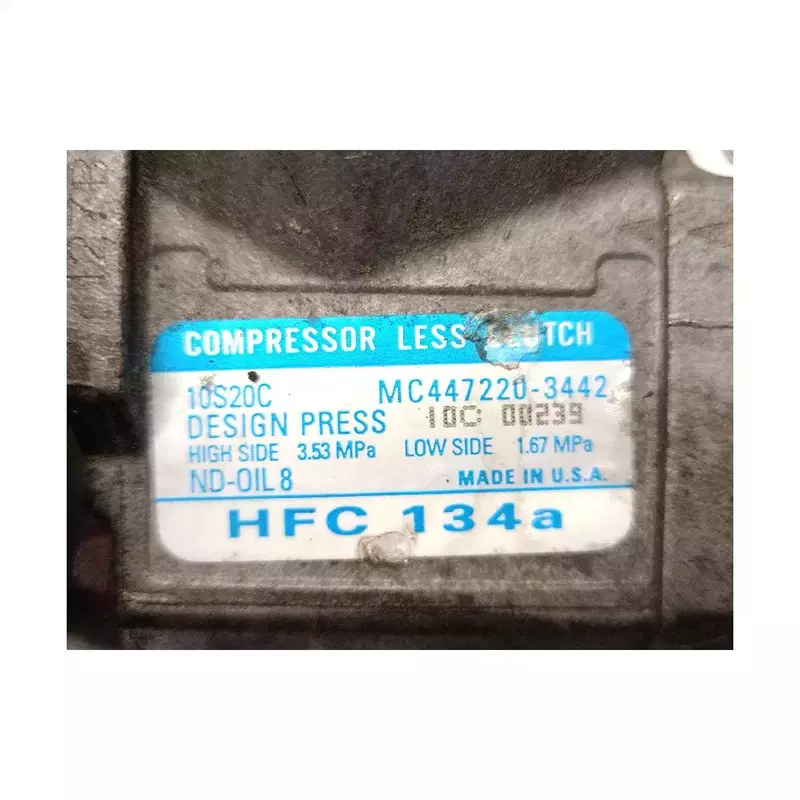 COMPRESSOR LESS CLUTCH
10S20C MC447220-3442
DESIGN PRESS 10C 00239
HIGH SIDE 3.53 MPa LOW SIDE 1.67 MPa
ND-OIL 8 MADE IN U.S.A.
HFC 134a